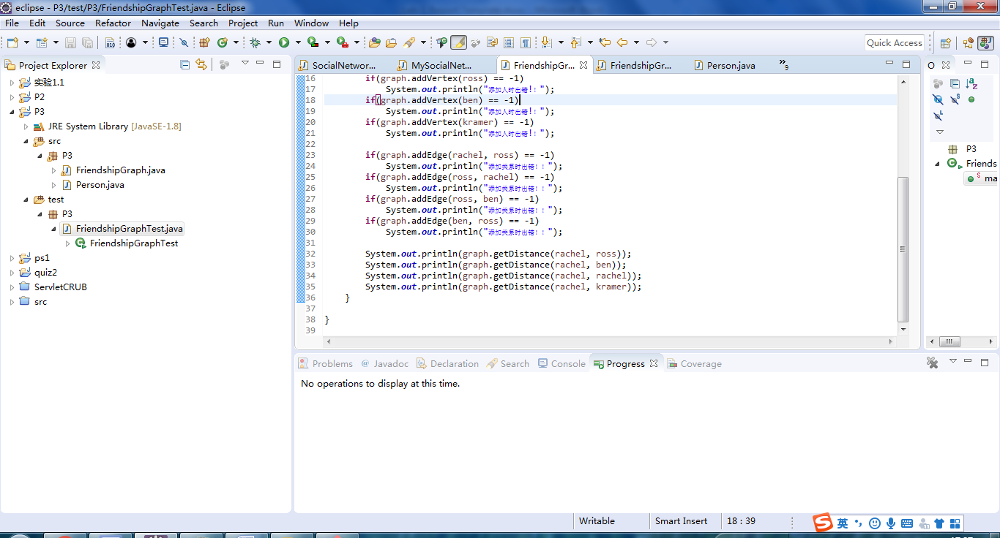 eclipse - P3/test/P3/FriendshipGraphTest.java - Eclipse
File Edit Source Refactor Navigate Search Project Run Window Help
Quick Access
Project Explorer
实验1.1
P2
P3
JRE System Library [JavaSE-1.8]
src
P3
FriendshipGraph.java
Person.java
test
P3
FriendshipGraphTest.java
FriendshipGraphTest
ps1
quiz2
ServletCRUB
src
SocialNetwor... MySocialNet... FriendshipGr... FriendshipGr... Person.java »9
16 if(graph.addVertex(ross) == -1)
17 System.out.println("添加人时出错!！");
18 if(graph.addVertex(ben) == -1)
19 System.out.println("添加人时出错!！");
20 if(graph.addVertex(kramer) == -1)
21 System.out.println("添加人时出错!！");
22
23 if(graph.addEdge(rachel, ross) == -1)
24 System.out.println("添加关系时出错！！");
25 if(graph.addEdge(ross, rachel) == -1)
26 System.out.println("添加关系时出错！！");
27 if(graph.addEdge(ross, ben) == -1)
28 System.out.println("添加关系时出错！！");
29 if(graph.addEdge(ben, ross) == -1)
30 System.out.println("添加关系时出错！！");
31
32 System.out.println(graph.getDistance(rachel, ross));
33 System.out.println(graph.getDistance(rachel, ben));
34 System.out.println(graph.getDistance(rachel, rachel));
35 System.out.println(graph.getDistance(rachel, kramer));
36 }
37
38 }
39
O
P3
Friends
ma
Problems @ Javadoc Declaration Search Console Progress Coverage
No operations to display at this time.
Writable Smart Insert 18 : 39
英